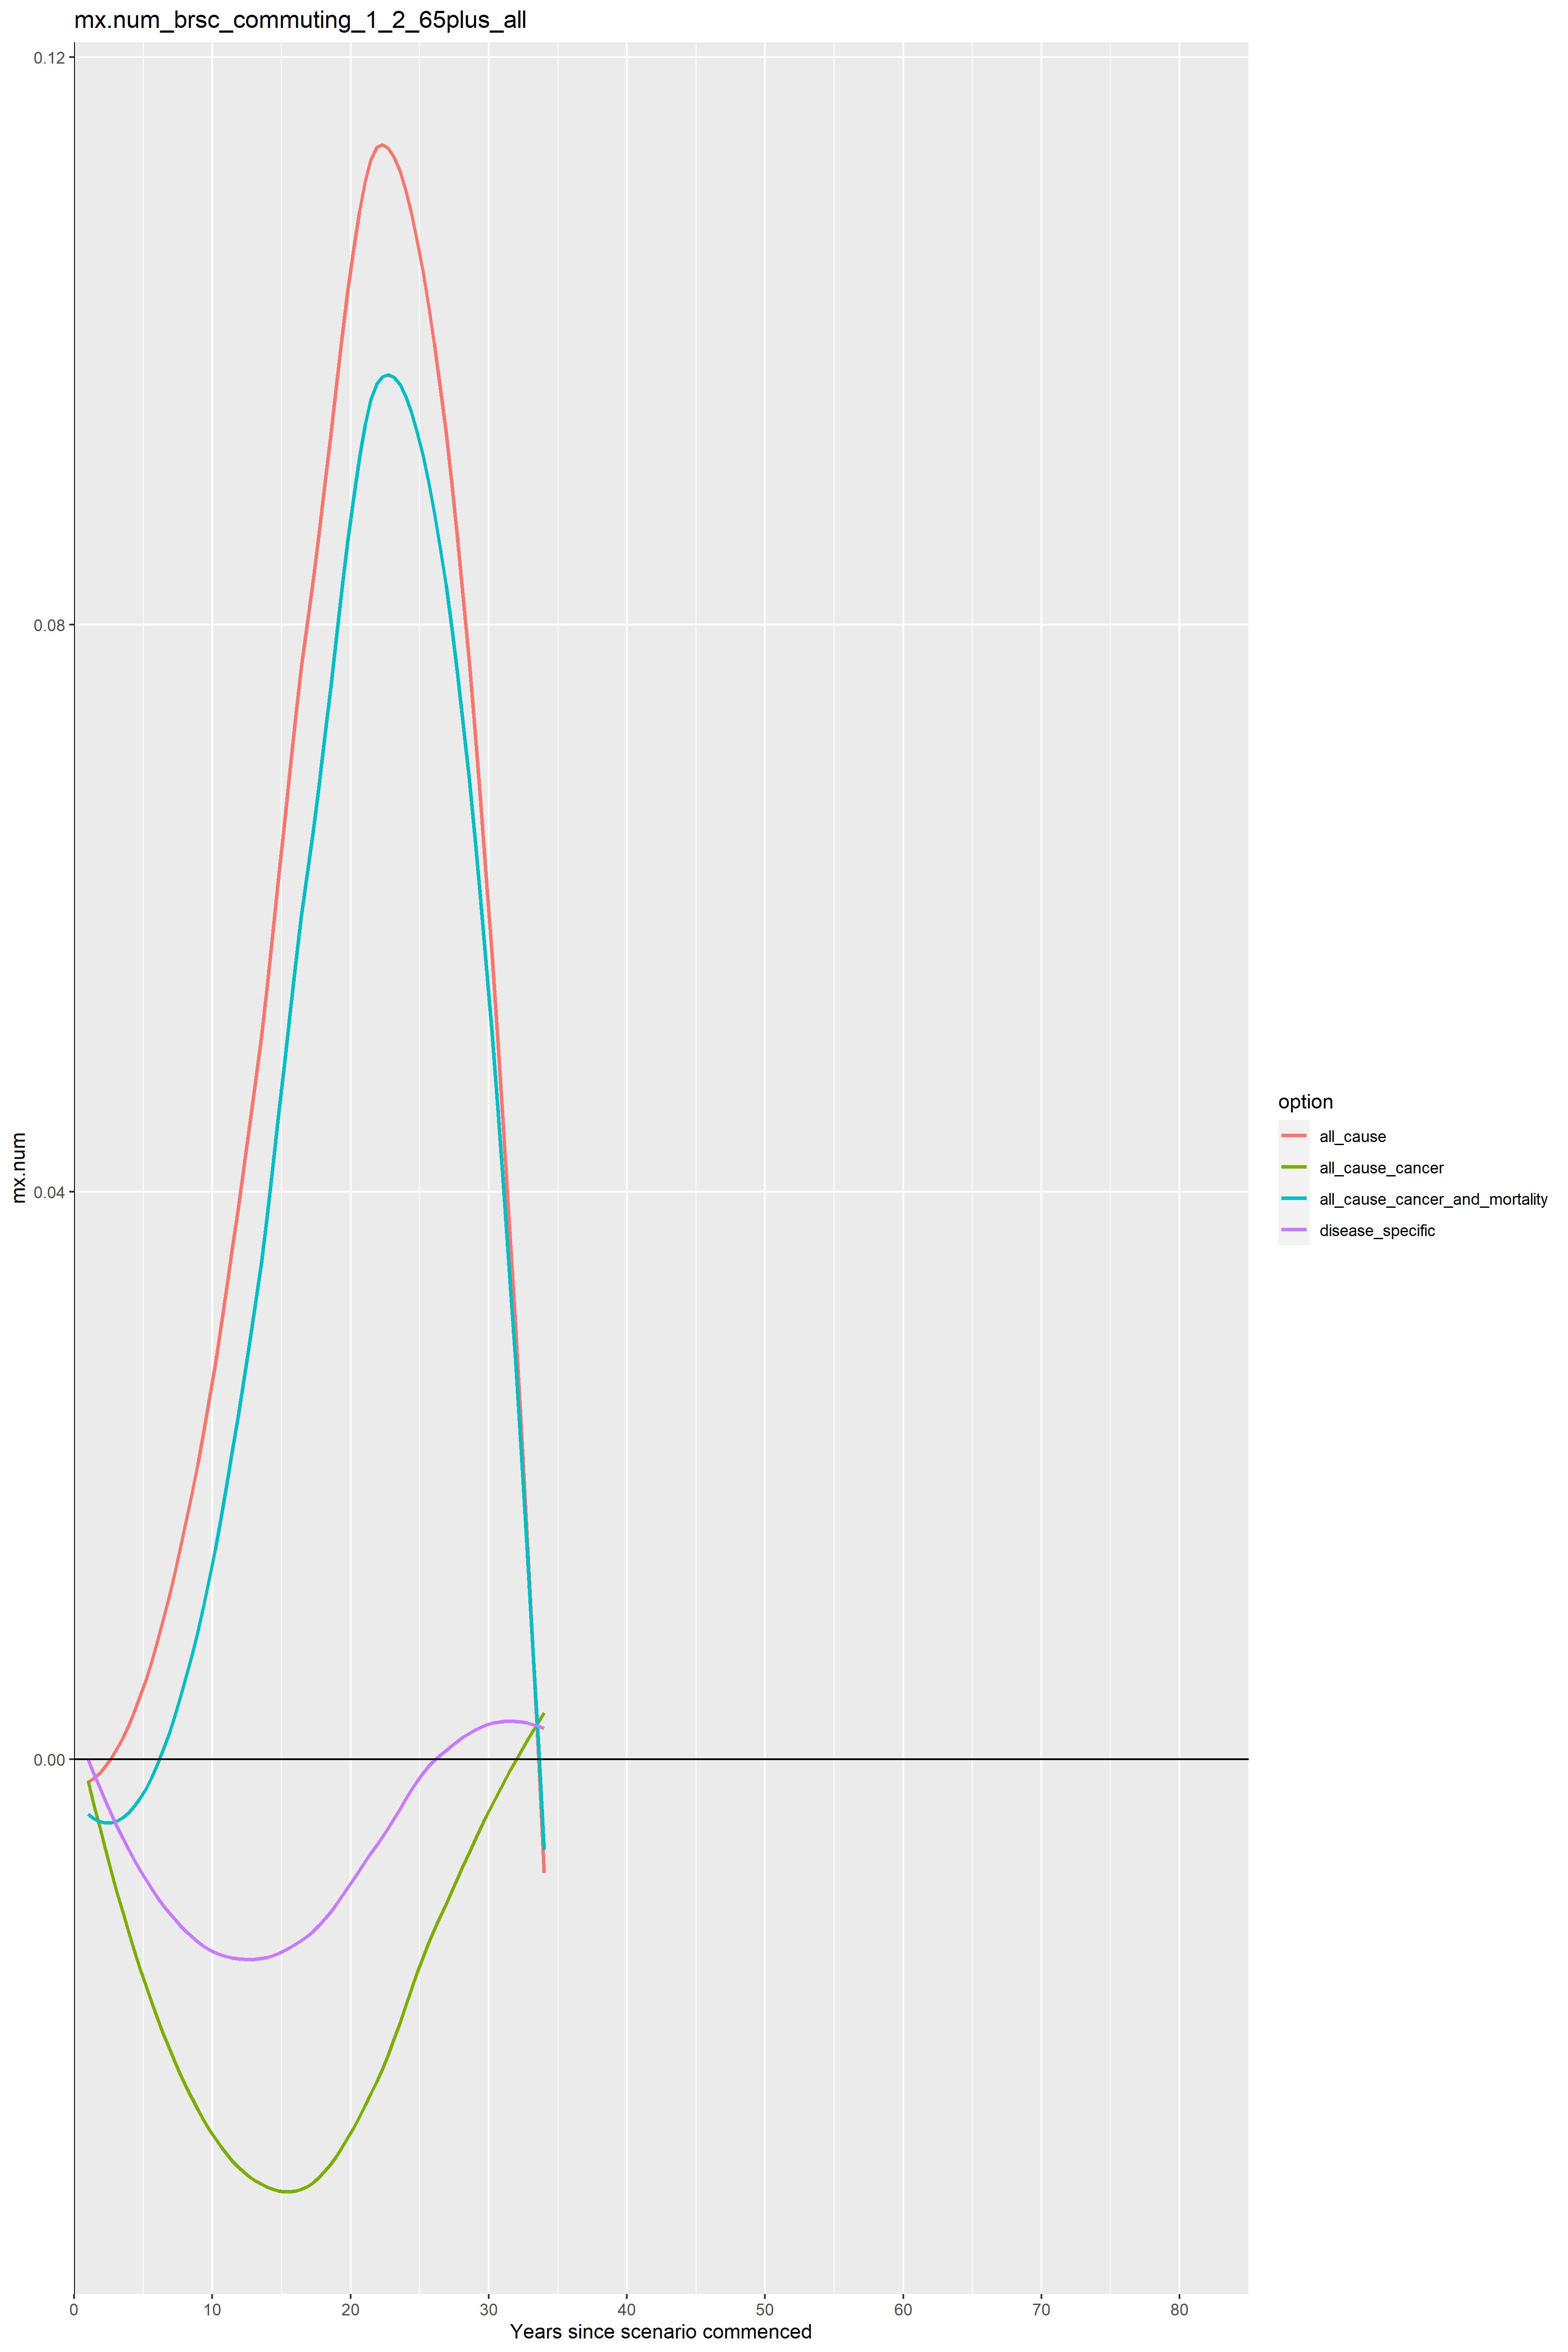 mx.num_brsc_commuting_1_2_65plus_all
0.12
0.08
0.04
0.00
mx.num
0 10 20 30 40 50 60 70 80
Years since scenario commenced
option
all_cause
all_cause_cancer
all_cause_cancer_and_mortality
disease_specific